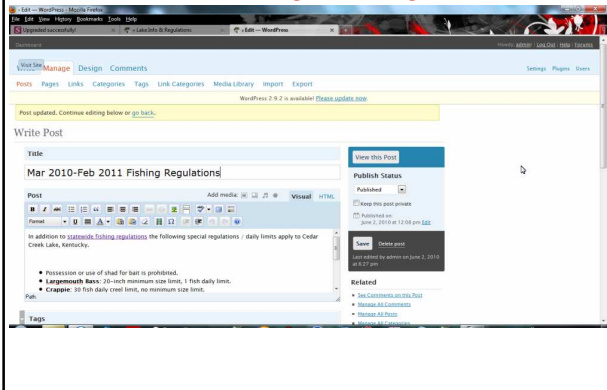 Edit — WordPress - Mozilla Firefox
File Edit View History Bookmarks Tools Help
Upgraded successfully! » Lake Info & Regulations » Edit — WordPress
Dashboard Howdy, admin | Log Out | Help | Forums
Visit Site Manage Design Comments Settings Plugins Users
Posts Pages Links Categories Tags Link Categories Media Library Import Export
WordPress 2.9.2 is available! Please update now.
Post updated. Continue editing below or go back.
Write Post
Title
Mar 2010-Feb 2011 Fishing Regulations
Post Add media: Visual HTML
Format
In addition to statewide fishing regulations the following special regulations / daily limits apply to Cedar
Creek Lake, Kentucky.
• Possession or use of shad for bait is prohibited.
• Largemouth Bass: 20-inch minimum size limit, 1 fish daily limit.
• Crappie: 30 fish daily creel limit, no minimum size limit.
Path:
Tags
View this Post
Publish Status
Published
Keep this post private
Published on:
June 2, 2010 at 12:08 pm Edit
Save Delete post
Last edited by admin on June 2, 2010
at 6:27 pm
Related
• See Comments on this Post
• Manage All Comments
• Manage All Posts
• Manage All Categories